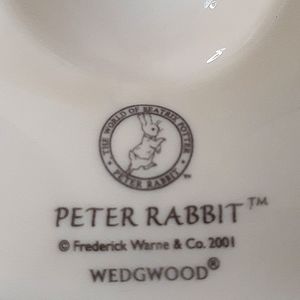 THE WORLD OF BEATRIX POTTER
• PETER RABBIT •
™
PETER RABBIT™
© Frederick Warne & Co. 2001
WEDGWOOD®